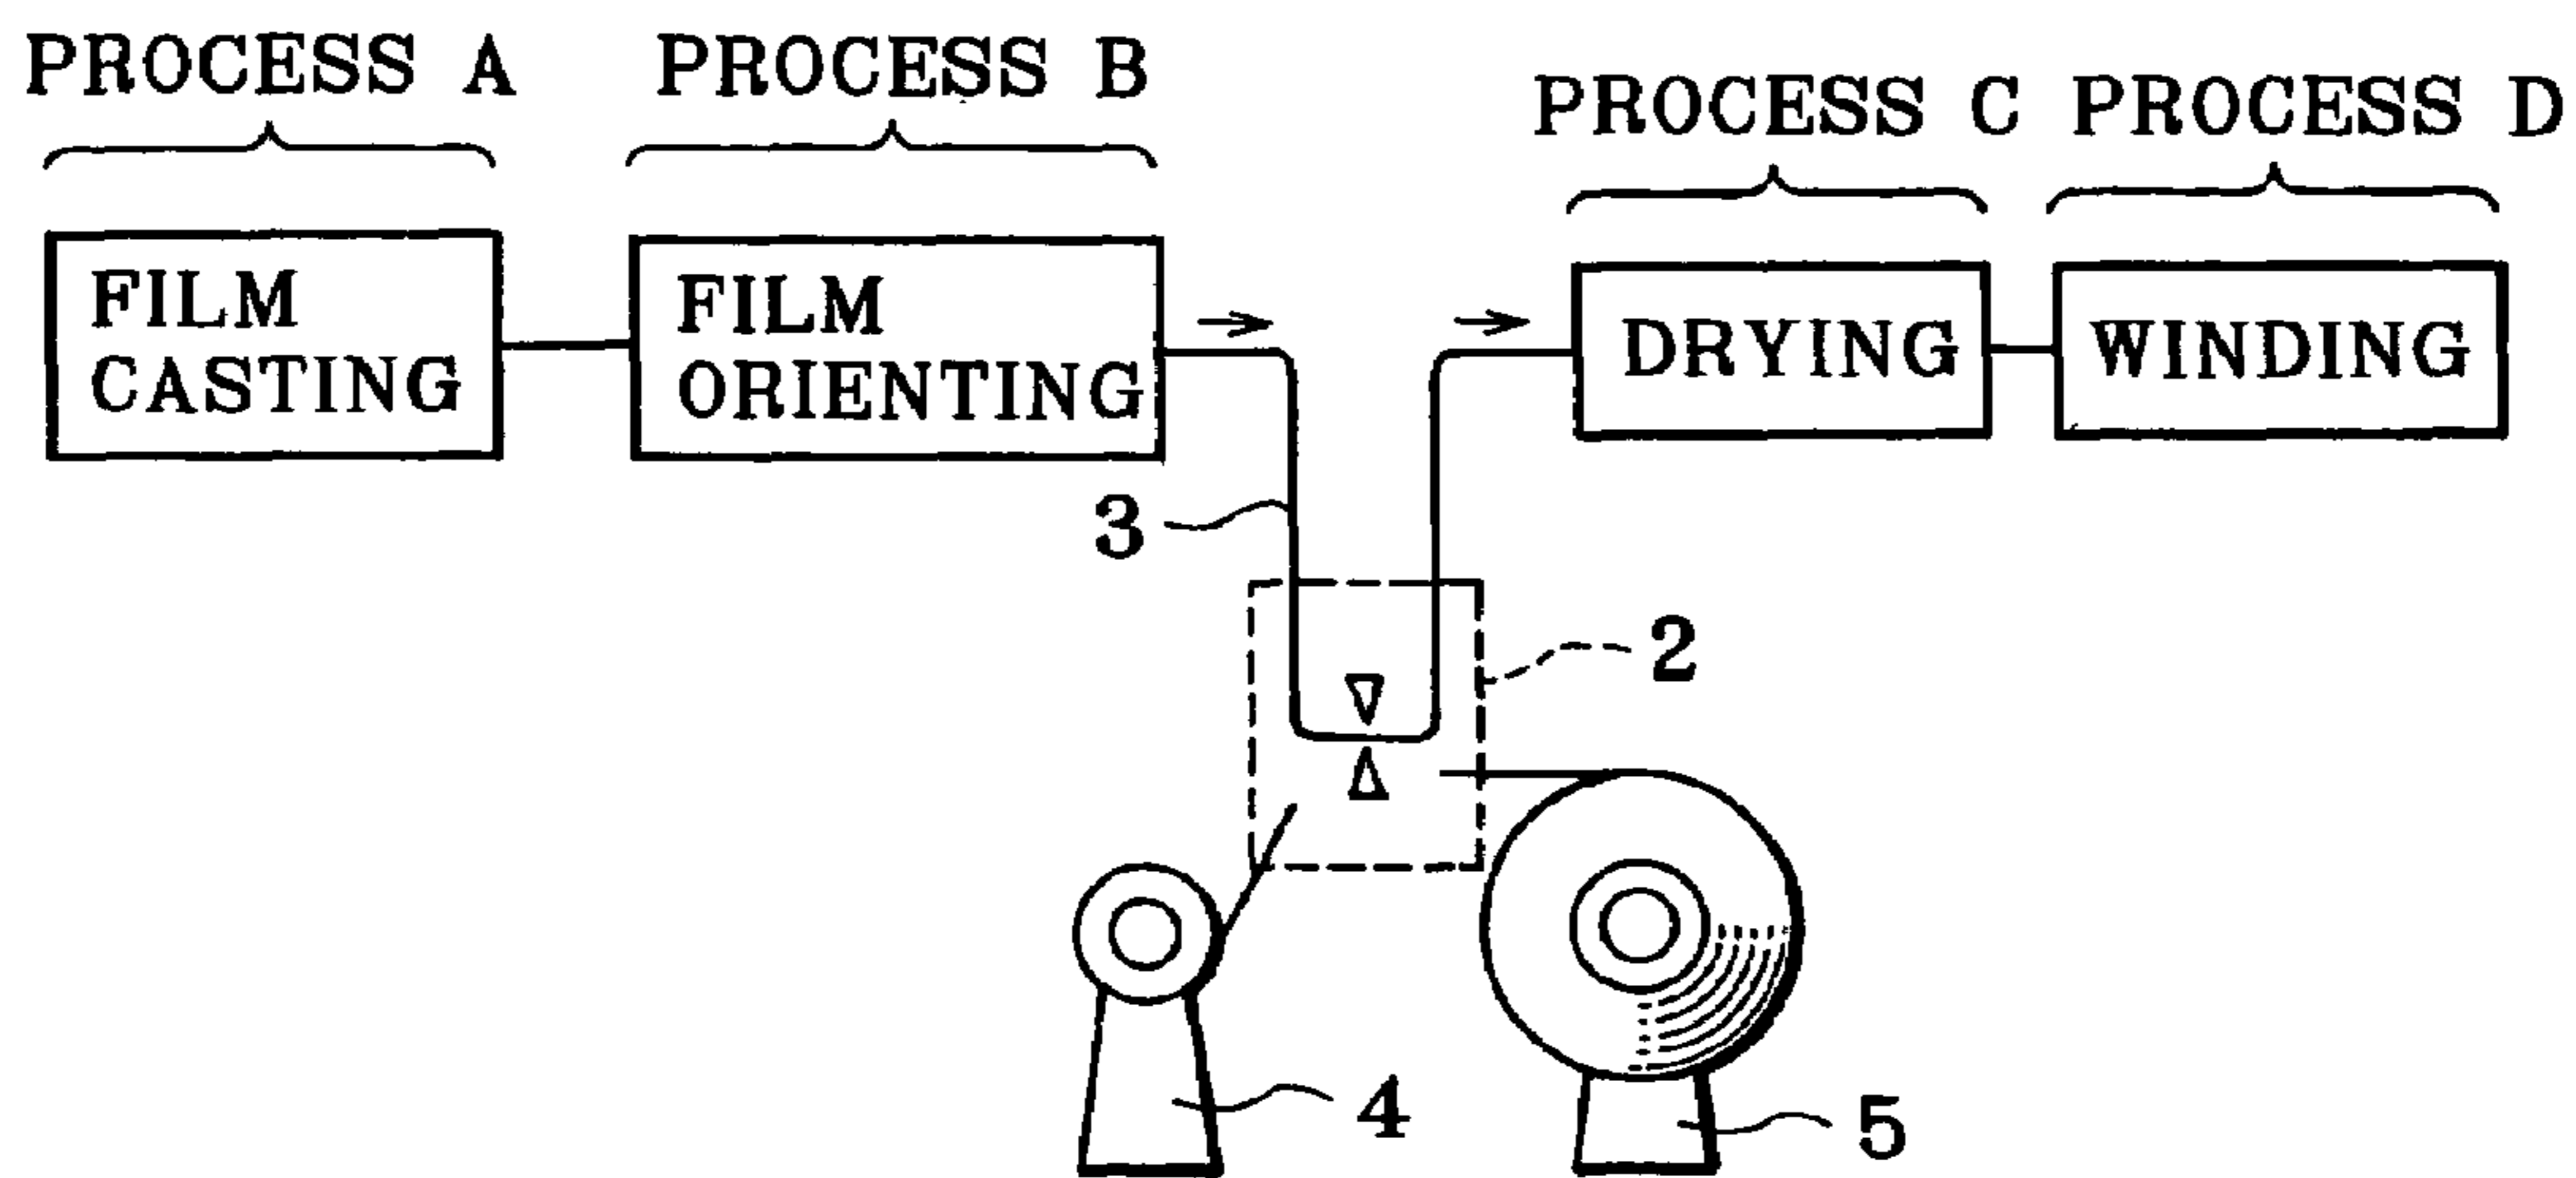 PROCESS A
PROCESS B
PROCESS C
PROCESS D
FILM
CASTING
FILM
ORIENTING
DRYING
WINDING
3
2
4
5